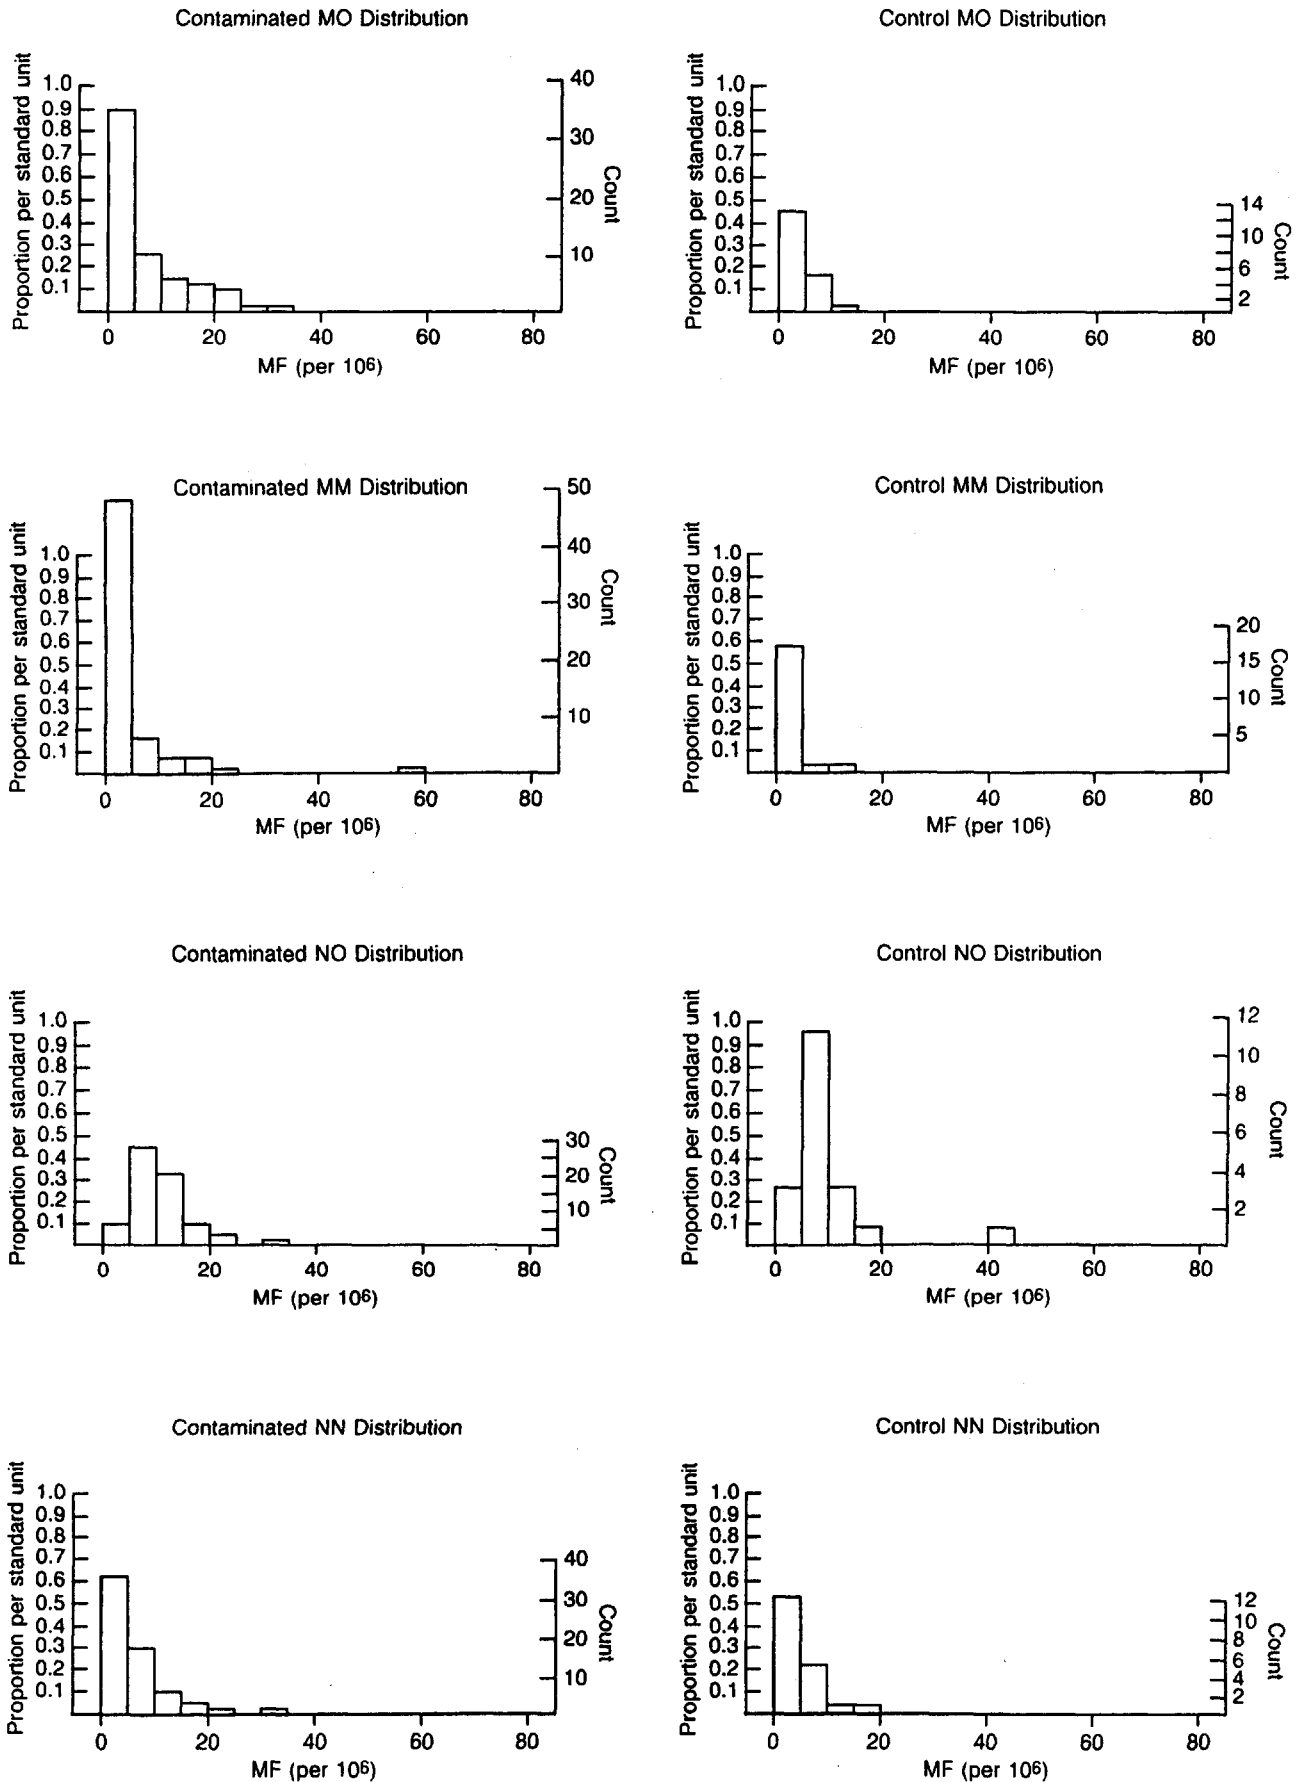 Contaminated MO Distribution
Proportion per standard unit
1.0
0.9
0.8
0.7
0.6
0.5
0.4
0.3
0.2
0.1
40
30
20
10
Count
0 20 40 60 80
MF (per 10⁶)
Control MO Distribution
Proportion per standard unit
1.0
0.9
0.8
0.7
0.6
0.5
0.4
0.3
0.2
0.1
14
10
6
2
Count
0 20 40 60 80
MF (per 10⁶)
Contaminated MM Distribution
Proportion per standard unit
1.0
0.9
0.8
0.7
0.6
0.5
0.4
0.3
0.2
0.1
50
40
30
20
10
Count
0 20 40 60 80
MF (per 10⁶)
Control MM Distribution
Proportion per standard unit
1.0
0.9
0.8
0.7
0.6
0.5
0.4
0.3
0.2
0.1
20
15
10
5
Count
0 20 40 60 80
MF (per 10⁶)
Contaminated NO Distribution
Proportion per standard unit
1.0
0.9
0.8
0.7
0.6
0.5
0.4
0.3
0.2
0.1
30
20
10
Count
0 20 40 60 80
MF (per 10⁶)
Control NO Distribution
Proportion per standard unit
1.0
0.9
0.8
0.7
0.6
0.5
0.4
0.3
0.2
0.1
12
10
8
6
4
2
Count
0 20 40 60 80
MF (per 10⁶)
Contaminated NN Distribution
Proportion per standard unit
1.0
0.9
0.8
0.7
0.6
0.5
0.4
0.3
0.2
0.1
40
30
20
10
Count
0 20 40 60 80
MF (per 10⁶)
Control NN Distribution
Proportion per standard unit
1.0
0.9
0.8
0.7
0.6
0.5
0.4
0.3
0.2
0.1
12
10
8
6
4
2
Count
0 20 40 60 80
MF (per 10⁶)